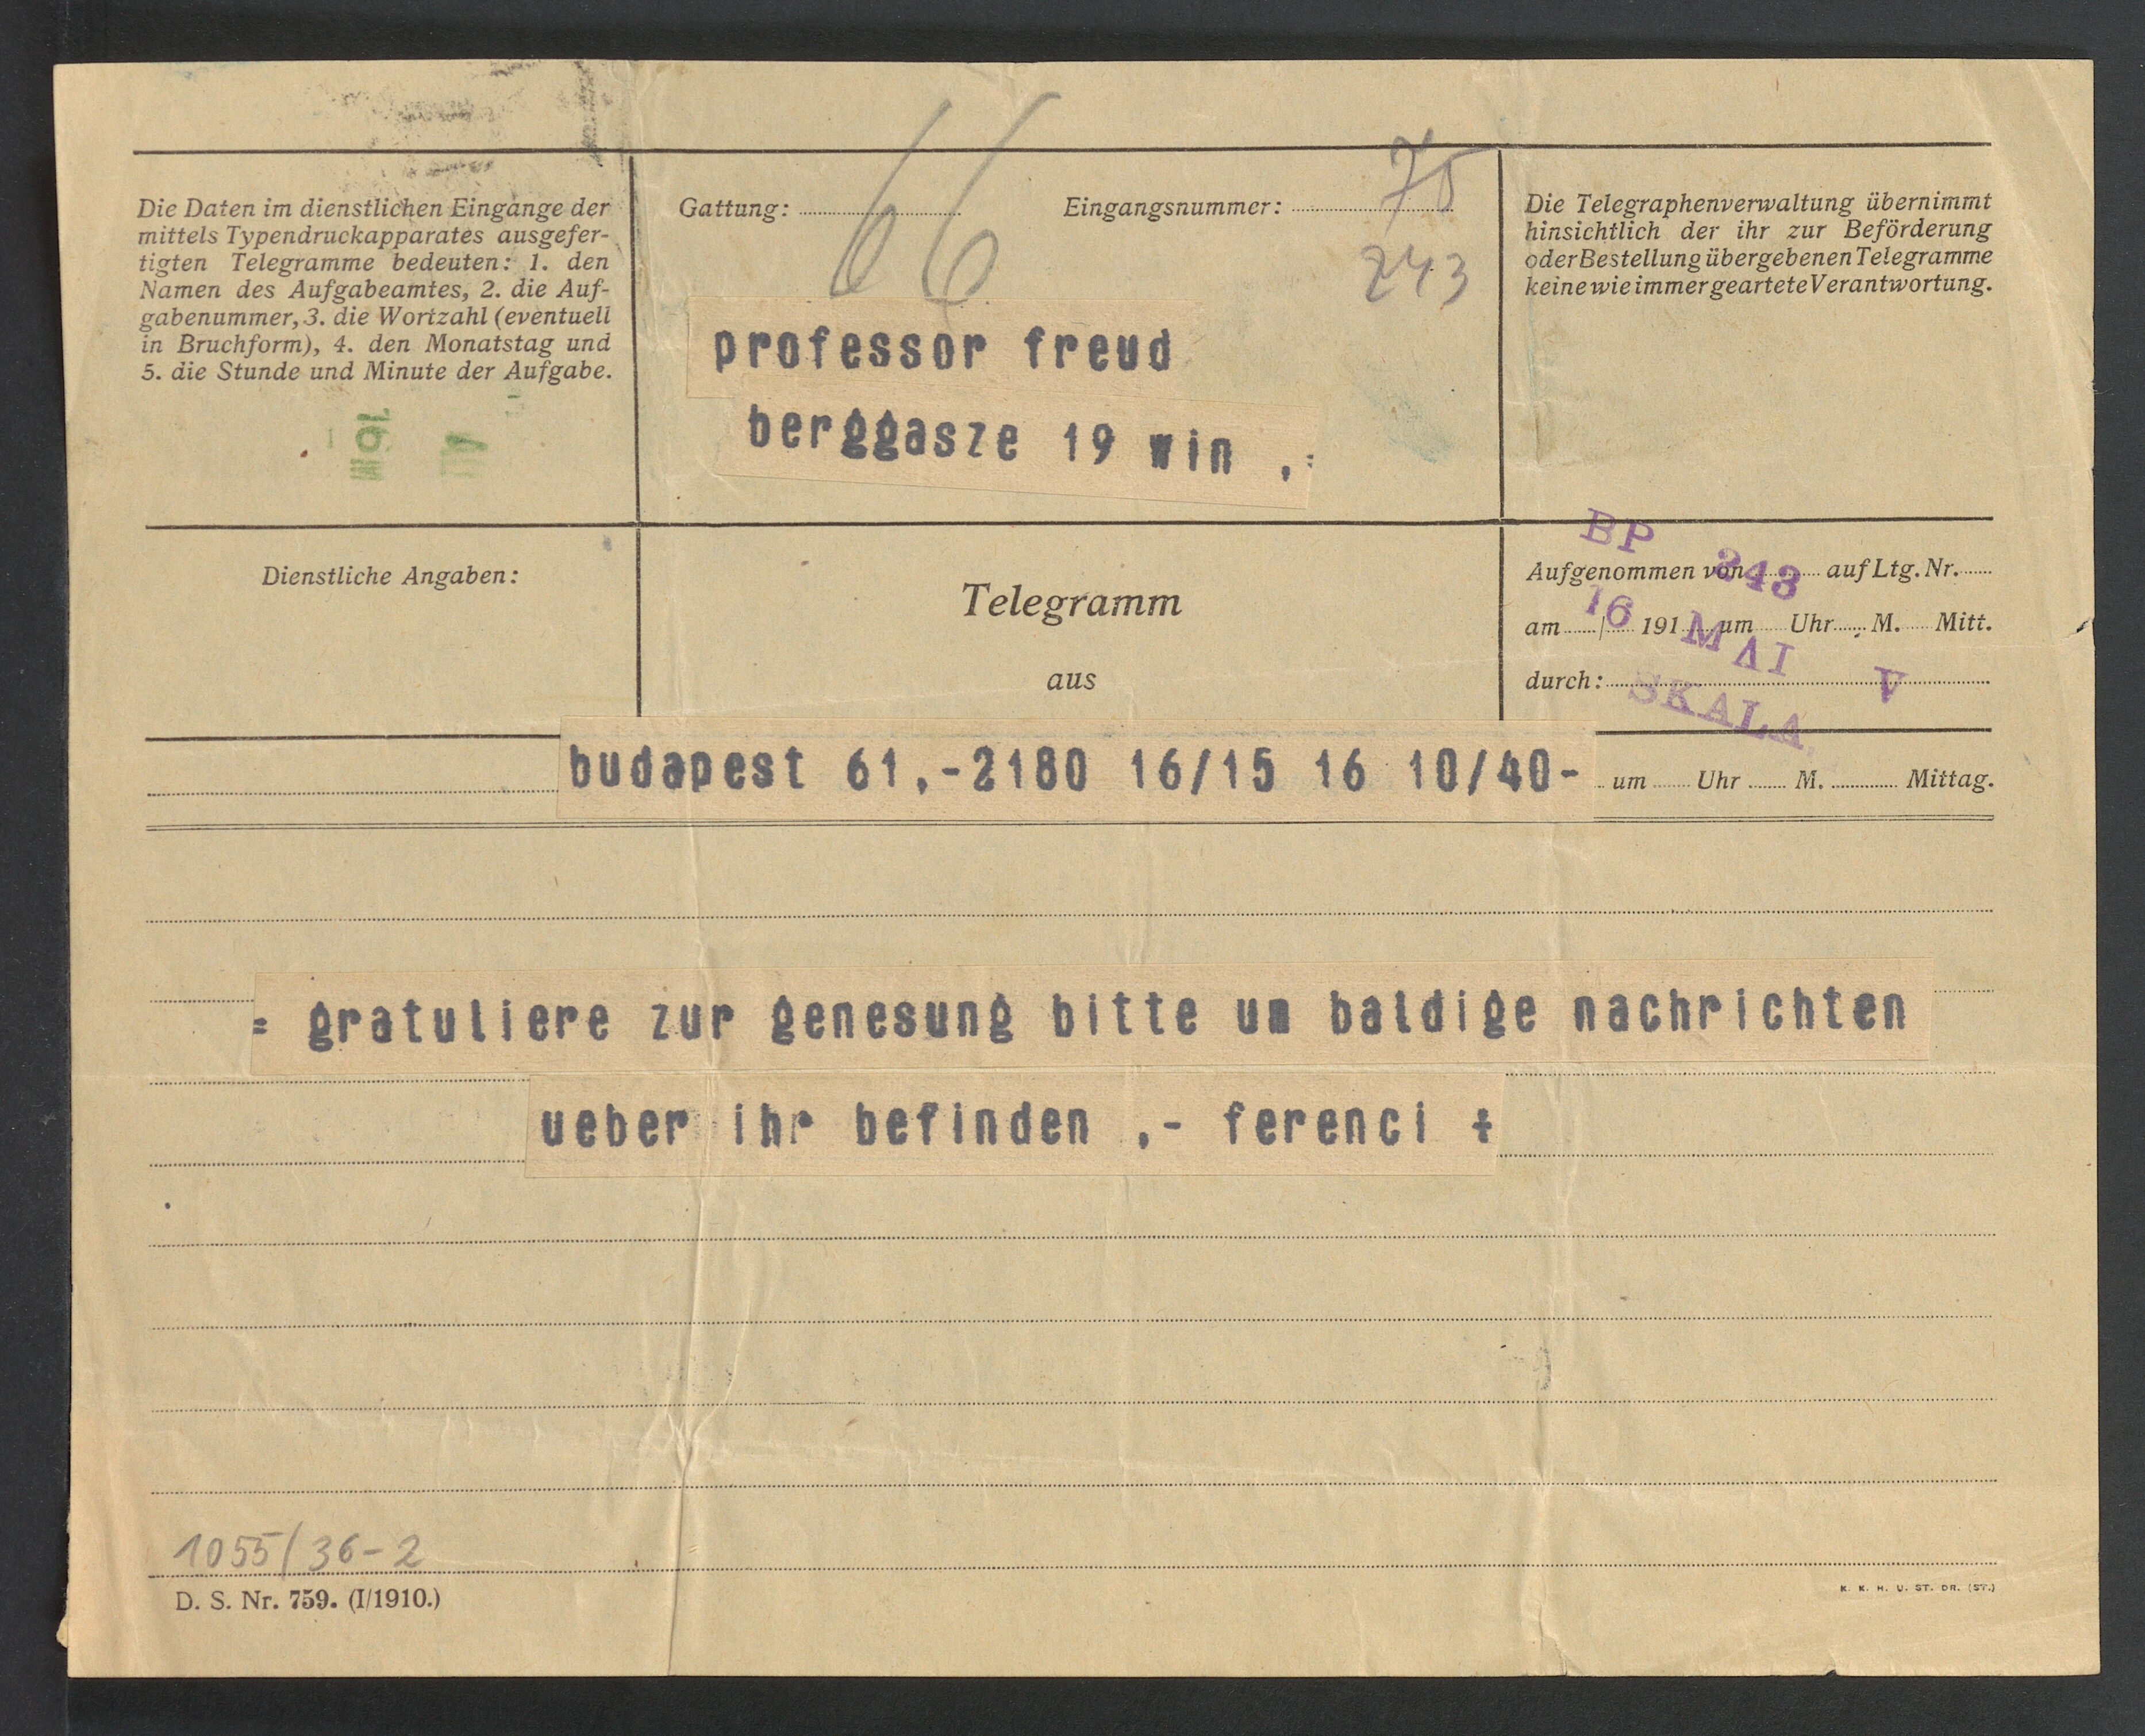 Die Daten im dienstlichen Eingange der
mittels Typendruckapparates ausgefer-
tigten Telegramme bedeuten: 1. den
Namen des Aufgabeamtes, 2. die Auf-
gabenummer, 3. die Wortzahl (eventuell
in Bruchform), 4. den Monatstag und
5. die Stunde und Minute der Aufgabe.
Gattung:
66
Eingangsnummer:
75
243
professor freud
berggasze 19 win ,=
Die Telegraphenverwaltung übernimmt
hinsichtlich der ihr zur Beförderung
oder Bestellung übergebenen Telegramme
keine wie immer geartete Verantwortung.
Dienstliche Angaben:
Telegramm
aus
BP 243
Aufgenommen von auf Ltg. Nr.
16 MAI V
am / 191 um Uhr M. Mitt.
durch:
SKALA
budapest 61,-2180 16/15 16 10/40-
um Uhr M. Mittag.
= gratuliere zur genesung bitte um baldige nachrichten
ueber ihr befinden ,- ferenci +
1055/36-2
D. S. Nr. 759. (I/1910.)
K. K. H. U. ST. DR. (ST.)